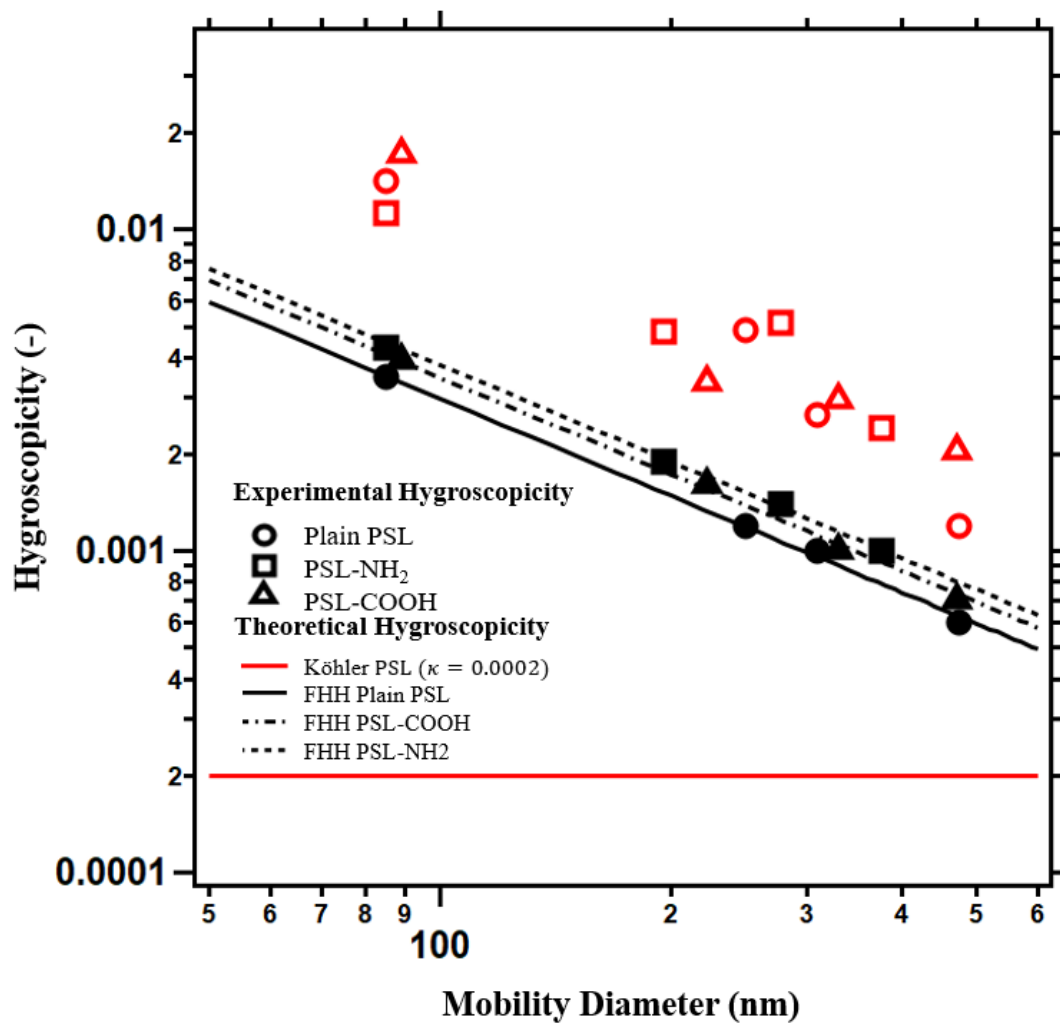 Hygroscopicity (-)
2
0.01
8
6
4
2
0.001
8
6
4
2
0.0001
Experimental Hygroscopicity
Plain PSL
PSL-NH₂
PSL-COOH
Theoretical Hygroscopicity
Köhler PSL (κ = 0.0002)
FHH Plain PSL
FHH PSL-COOH
FHH PSL-NH2
5 6 7 8 9 2 3 4 5 6
100
Mobility Diameter (nm)